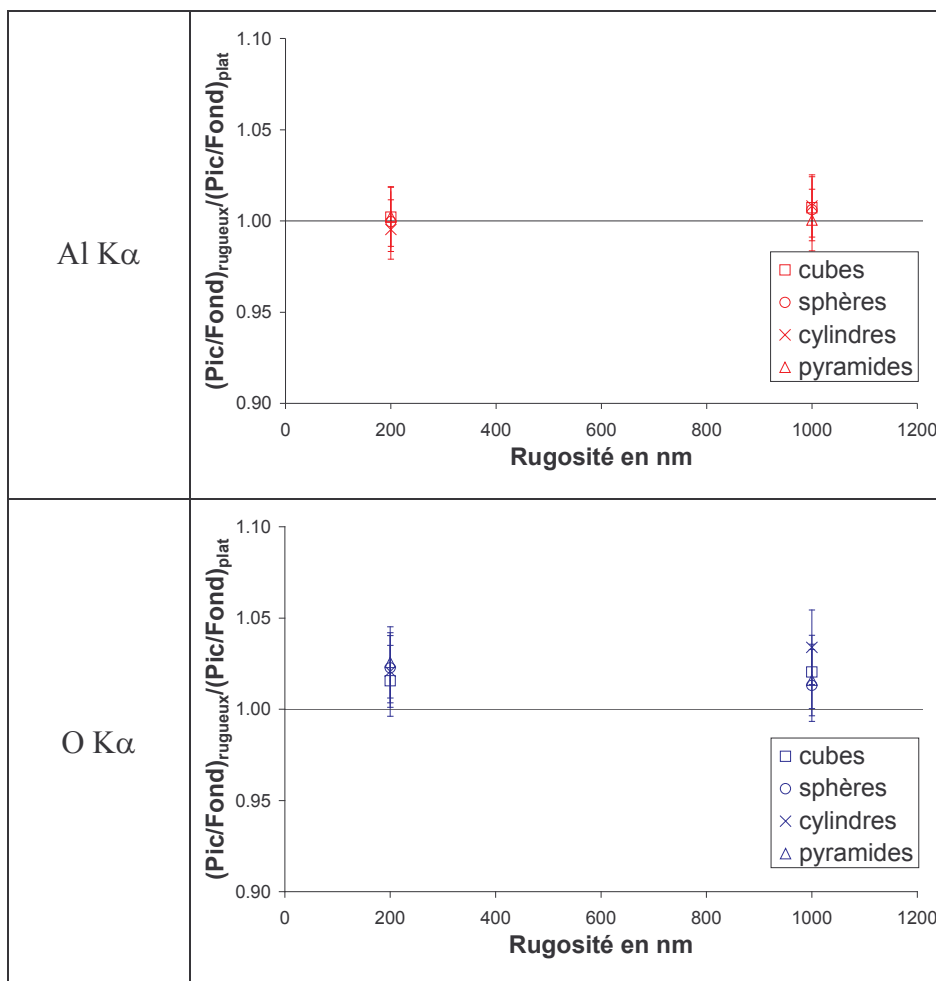 Al Kα
(Pic/Fond)rugueux/(Pic/Fond)plat
1.10
1.05
1.00
0.95
0.90
0 200 400 600 800 1000 1200
Rugosité en nm
cubes
sphères
cylindres
pyramides
O Kα
(Pic/Fond)rugueux/(Pic/Fond)plat
1.10
1.05
1.00
0.95
0.90
0 200 400 600 800 1000 1200
Rugosité en nm
cubes
sphères
cylindres
pyramides